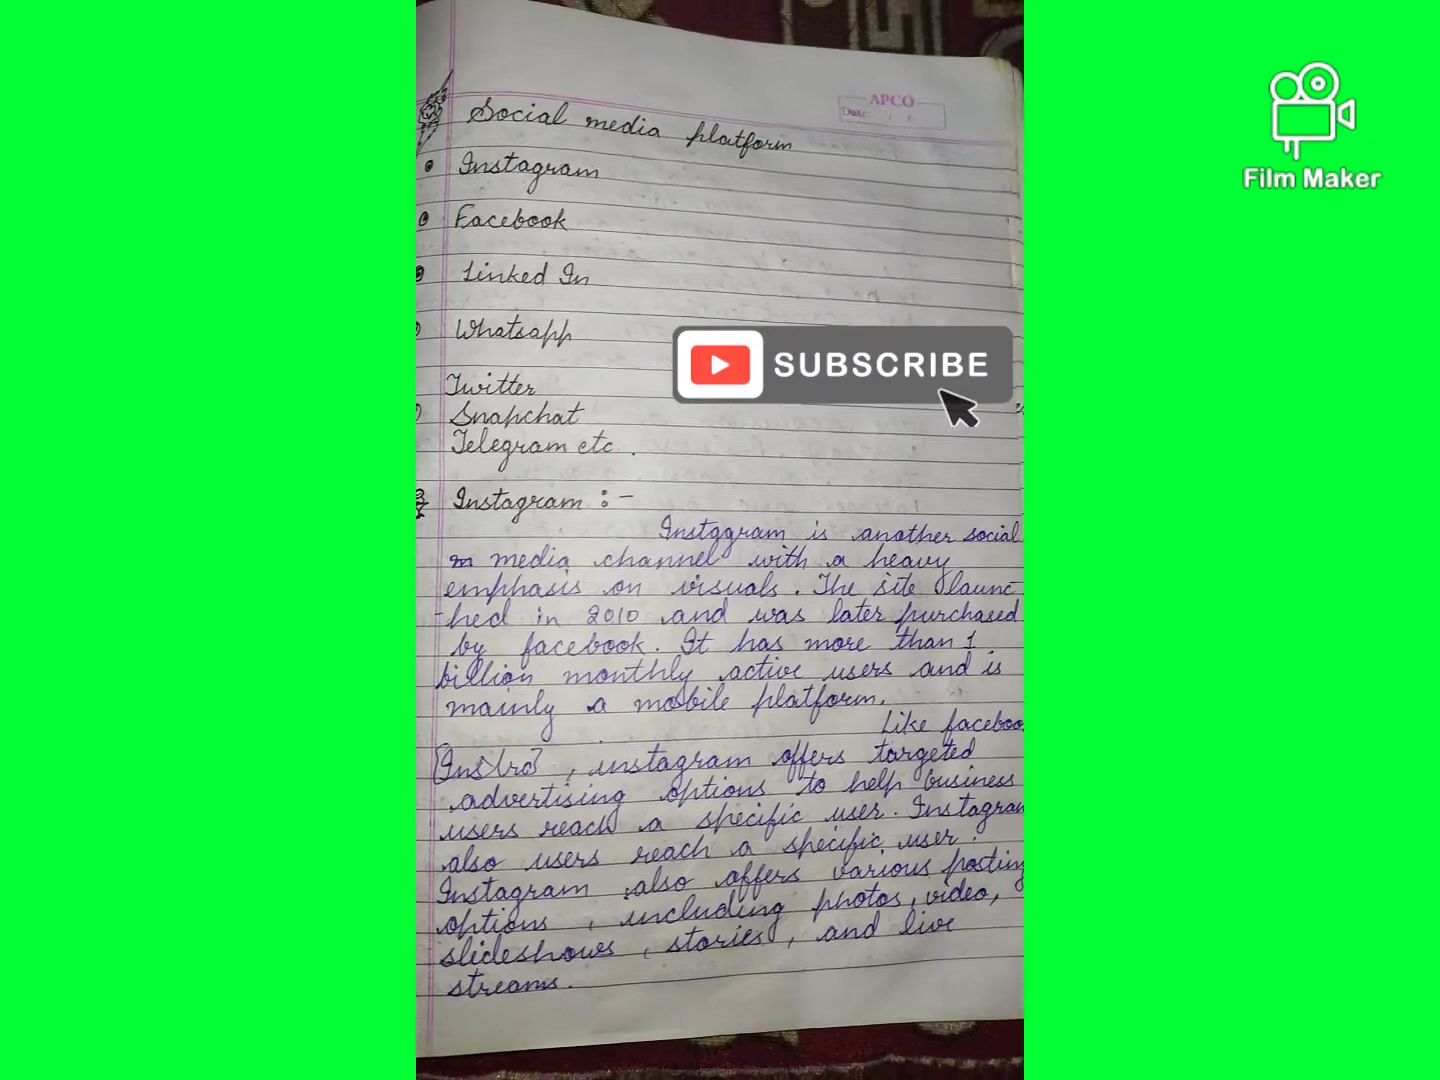 APCO
Date:
Social media platform
Instagram
Facebook
Linked In
Whatsapp
Twitter
Snapchat
Telegram etc.
Instagram :-
Instagram is another social
m media channel with a heavy
emphasis on visuals. The site launc-
-hed in 2010 and was later purchased
by facebook. It has more than 1
billion monthly active users and is
mainly a mobile platform.
Like faceboo
, instagram offers targeted
advertising options to help business
users reach a specific user. Instagram
also users reach a specific user.
Instagram also offers various posting
options, including photos, video,
slideshows, stories, and live
streams.
SUBSCRIBE
Film Maker